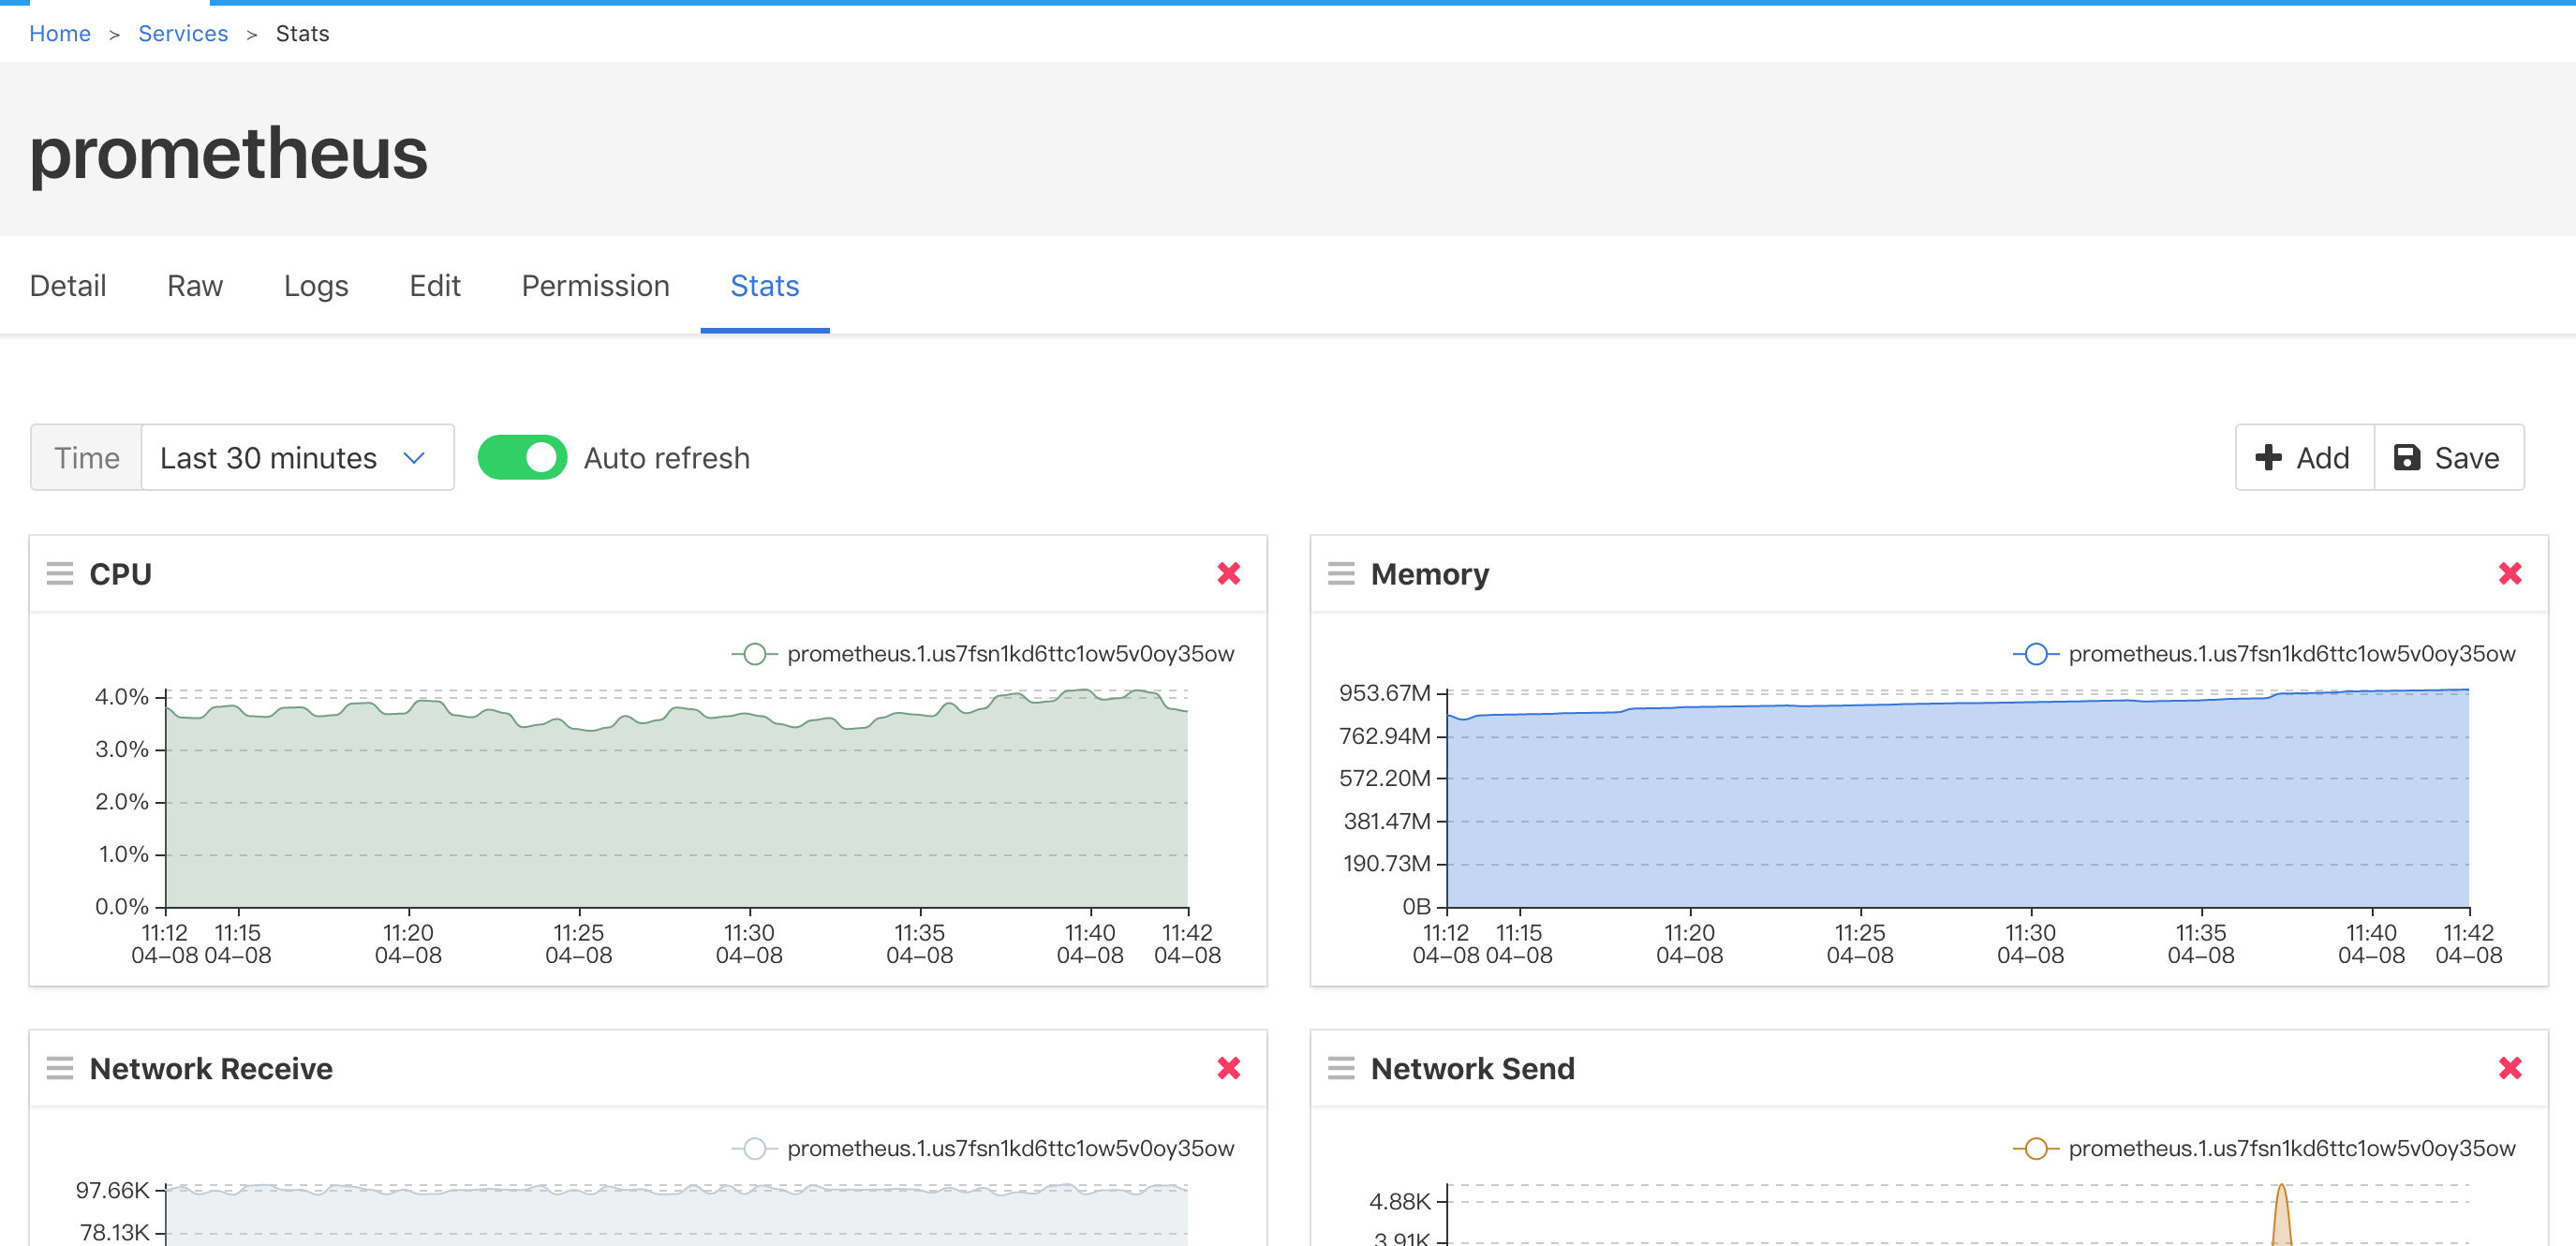 Home > Services > Stats
prometheus
Detail Raw Logs Edit Permission Stats
Time Last 30 minutes Auto refresh Add Save
CPU
prometheus.1.us7fsn1kd6ttc1ow5v0oy35ow
4.0%
3.0%
2.0%
1.0%
0.0%
11:12 11:15 11:20 11:25 11:30 11:35 11:40 11:42
04-08 04-08 04-08 04-08 04-08 04-08 04-08 04-08
Memory
prometheus.1.us7fsn1kd6ttc1ow5v0oy35ow
953.67M
762.94M
572.20M
381.47M
190.73M
0B
11:12 11:15 11:20 11:25 11:30 11:35 11:40 11:42
04-08 04-08 04-08 04-08 04-08 04-08 04-08 04-08
Network Receive
prometheus.1.us7fsn1kd6ttc1ow5v0oy35ow
97.66K
78.13K
Network Send
prometheus.1.us7fsn1kd6ttc1ow5v0oy35ow
4.88K
3.91K